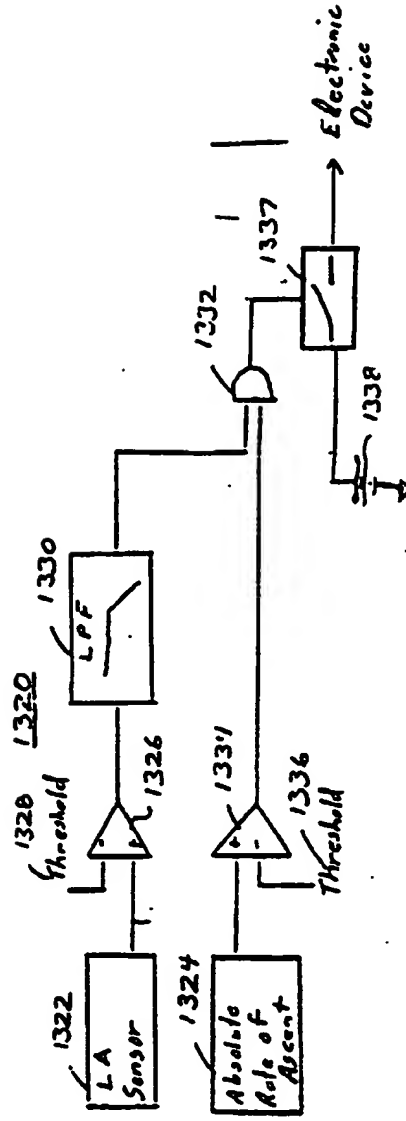 1320
1322
LA
Sensor
1328
Threshold
-
+
1326
1330
LPF
1324
Absolute
Rate of
Ascent
+
-
1334
1336
Threshold
1332
1337
1338
Electronic
Device